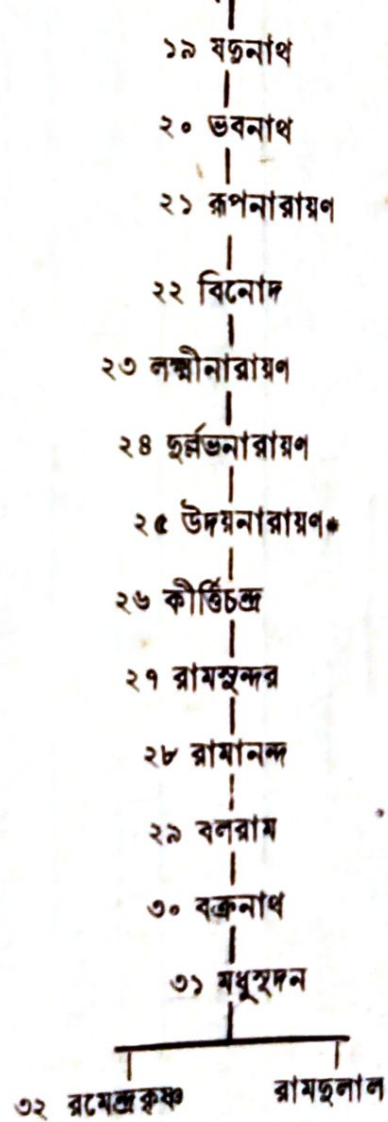 ১৯ ষদুনাথ
২০ ভবনাথ
২১ রূপনারায়ণ
২২ বিনোদ
২৩ লক্ষ্মীনারায়ণ
২৪ দুর্ল্লভনারায়ণ
২৫ উদয়নারায়ণ*
২৬ কীর্ত্তিচন্দ্র
২৭ রামসুন্দর
২৮ রামানন্দ
২৯ বলরাম
৩০ বক্রনাথ
৩১ মধুসূদন
৩২ রমেন্দ্রকৃষ্ণ রামদুলাল